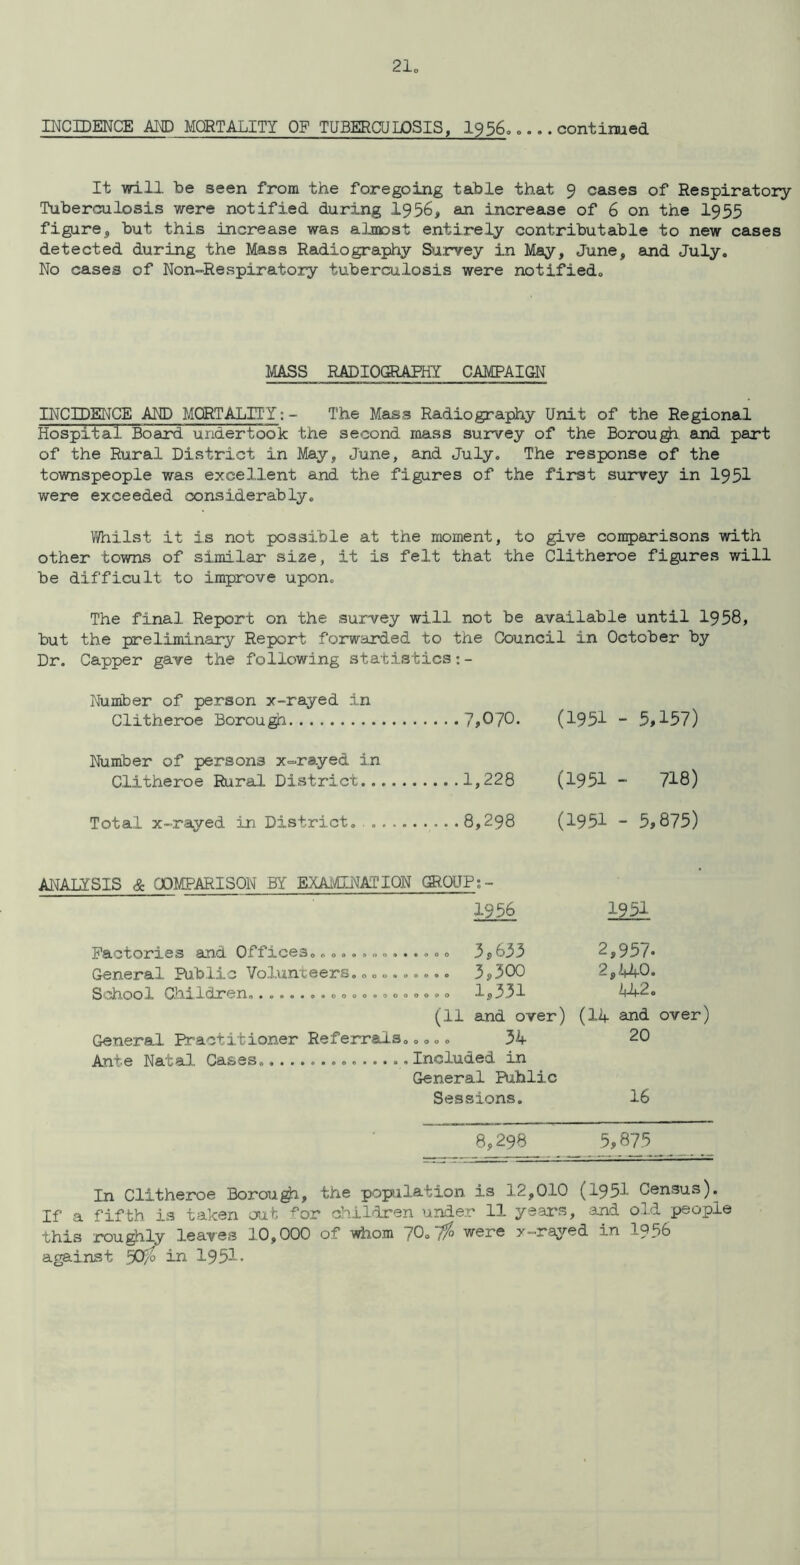 21.
INCIDENCE AND MORTALITY OF TUBERCULOSIS, 1956......continued
It will be seen from the foregoing table that 9 cases of Respiratory
Tuberculosis were notified during 1956, an increase of 6 on the 1955
figure, but this increase was almost entirely contributable to new cases
detected during the Mass Radiography Survey in May, June, and July.
No cases of Non-Respiratory tuberculosis were notified.
MASS RADIOGRAPHY CAMPAIGN
INCIDENCE AND MORTALITY:- The Mass Radiography Unit of the Regional
Hospital Board undertook the second mass survey of the Borough and part
of the Rural District in May, June, and July. The response of the
townspeople was excellent and the figures of the first survey in 1951
were exceeded considerably.
Whilst it is not possible at the moment, to give comparisons with
other towns of similar size, it is felt that the Clitheroe figures will
be difficult to improve upon.
The final Report on the survey will not be available until 1958,
but the preliminary Report forwarded to the Council in October by
Dr. Capper gave the following statistics:-
Number of person x-rayed in
Clitheroe Borough...................7,070. (1951 - 5,157)
Number of persons x-rayed in
Clitheroe Rural District...........1,228 (1951 - 718)
Total x-rayed in District. ..........8,298 (1951 - 5,875)
ANALYSIS & COMPARISON BY EXAMINATION GROUP:-
1956 1951
Factories and Offices............... 3,633 2,957.
General Public Volunteers.......... 3,300 2,440.
School Children..................... 1,331 442.
(11 and over) (14 and over)
General Practitioner Referrals..... 34 20
Ante Natal Cases...............Included in
General Public
Sessions. 16
8,298 5,875
In Clitheroe Borough, the population is 12,010 (1951 Census).
If a fifth is taken out for children under 11 years, and old people
this roughly leaves 10,000 of whom 70.7% were x-rayed in 1956
against 50% in 1951.